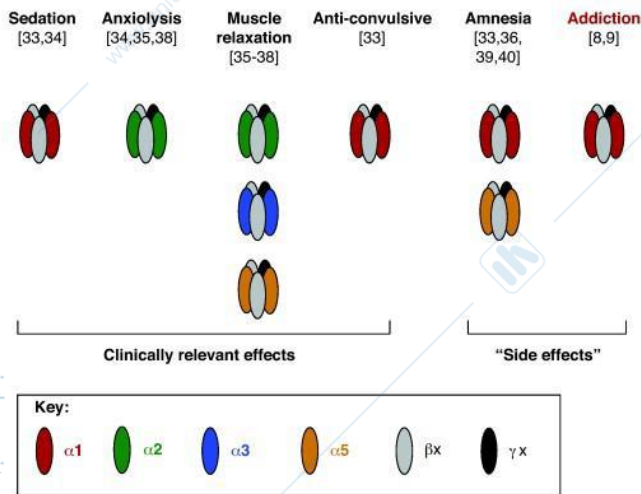 Sedation
[33,34]
Anxiolysis
[34,35,38]
Muscle
relaxation
[35-38]
Anti-convulsive
[33]
Amnesia
[33,36,
39,40]
Addiction
[8,9]
Clinically relevant effects
“Side effects”
Key:
α1
α2
α3
α5
βx
γx